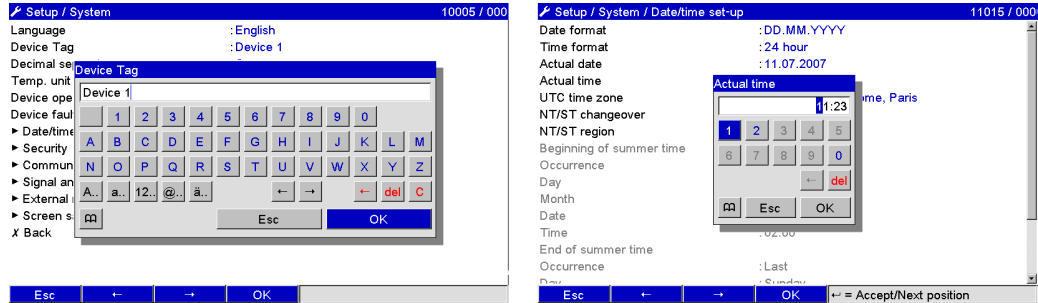 Setup / System 10005 / 000
Language : English
Device Tag : Device 1
Decimal se
Temp. unit
Device ope
Device faul
Date/time
Security
Commun
Signal an
External
Screen s
X Back
Device Tag
Device 1
1 2 3 4 5 6 7 8 9 0
A B C D E F G H I J K L M
N O P Q R S T U V W X Y Z
A.. a.. 12.. @.. ä.. ← → ← del C
Esc OK
Esc ← → OK
Setup / System / Date/time set-up 11015 / 000
Date format : DD.MM.YYYY
Time format : 24 hour
Actual date : 11.07.2007
Actual time
UTC time zone ome, Paris
NT/ST changeover
NT/ST region
Beginning of summer time
Occurrence
Day
Month
Date
Time : 02:00
End of summer time
Occurrence : Last
Day : Sunday
Actual time
11:23
1 2 3 4 5
6 7 8 9 0
← del
Esc OK
Esc ← → OK ↵ = Accept/Next position